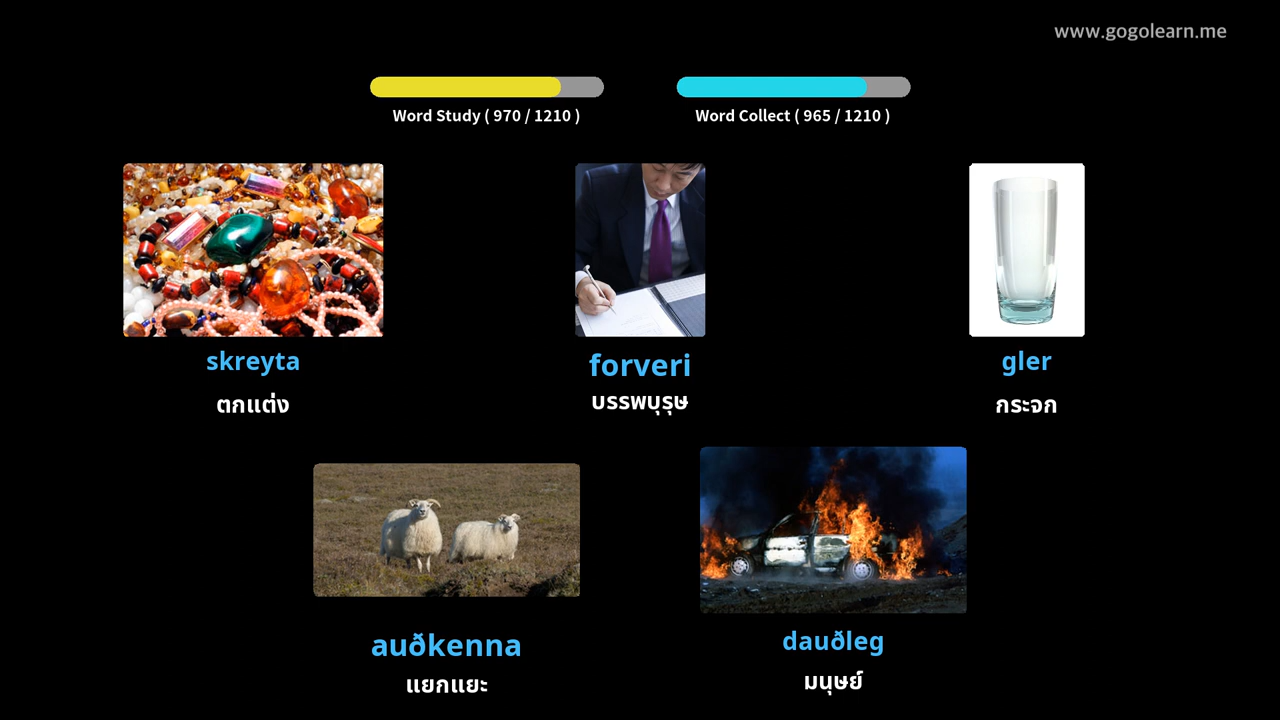 www.gogolearn.me
Word Study ( 970 / 1210 )
Word Collect ( 965 / 1210 )
skreyta
ตกแต่ง
forveri
บรรพบุรุษ
gler
กระจก
auðkenna
แยกแยะ
dauðleg
มนุษย์